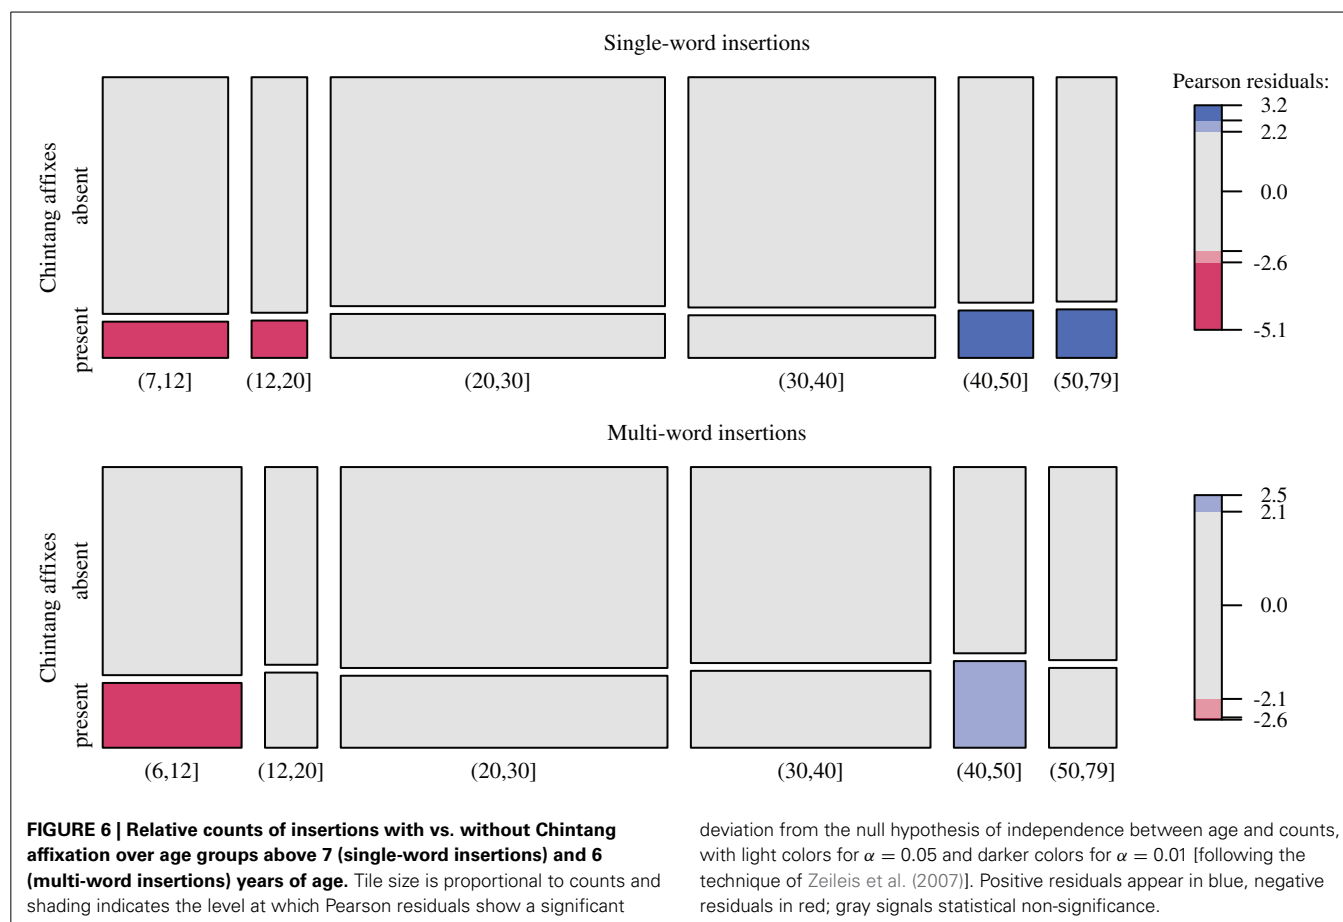 Single-word insertions
Chintang affixes
absent
present
(7,12]
(12,20]
(20,30]
(30,40]
(40,50]
(50,79]
Pearson residuals:
3.2
2.2
0.0
-2.6
-5.1
Multi-word insertions
Chintang affixes
absent
present
(6,12]
(12,20]
(20,30]
(30,40]
(40,50]
(50,79]
2.5
2.1
0.0
-2.1
-2.6
FIGURE 6 | Relative counts of insertions with vs. without Chintang
affixation over age groups above 7 (single-word insertions) and 6
(multi-word insertions) years of age. Tile size is proportional to counts and
shading indicates the level at which Pearson residuals show a significant
deviation from the null hypothesis of independence between age and counts,
with light colors for α = 0.05 and darker colors for α = 0.01 [following the
technique of Zeileis et al. (2007)]. Positive residuals appear in blue, negative
residuals in red; gray signals statistical non-significance.